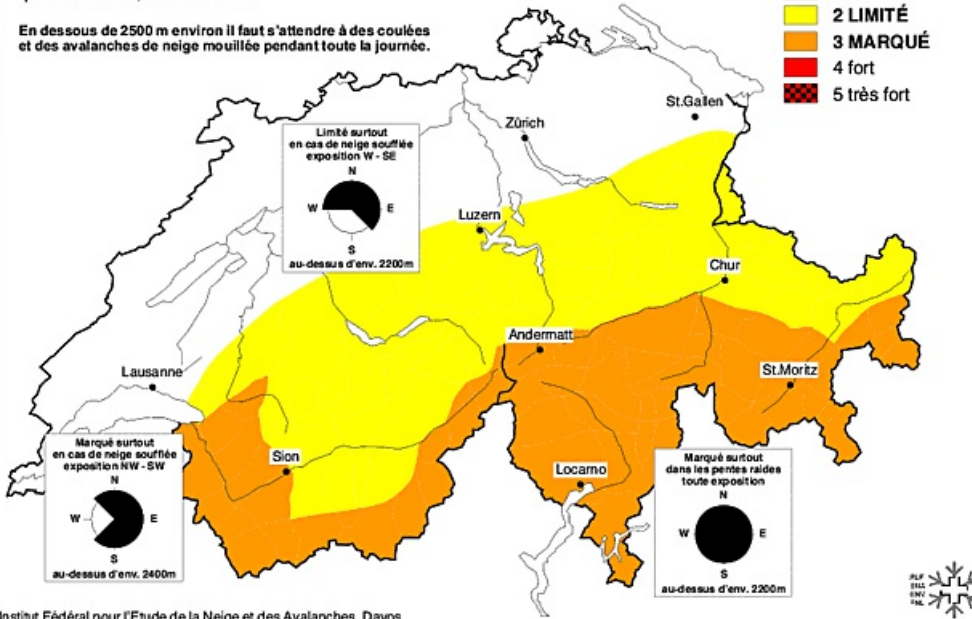 En dessous de 2500 m environ il faut s'attendre à des coulées
et des avalanches de neige mouillée pendant toute la journée.
2 LIMITÉ
3 MARQUÉ
4 fort
5 très fort
St.Gallen
Zürich
Limité surtout
en cas de neige soufflée
exposition W - SE
N
W E
S
au-dessus d'env. 2200m
Luzern
Chur
Andermatt
Lausanne
St.Moritz
Marqué surtout
en cas de neige soufflée
exposition NW - SW
N
W E
S
au-dessus d'env. 2400m
Sion
Locarno
Marqué surtout
dans les pentes raides
toute exposition
N
W E
S
au-dessus d'env. 2200m
SLF
ENA
SNV
SNL
Institut Fédéral pour l'Etude de la Neige et des Avalanches, Davos